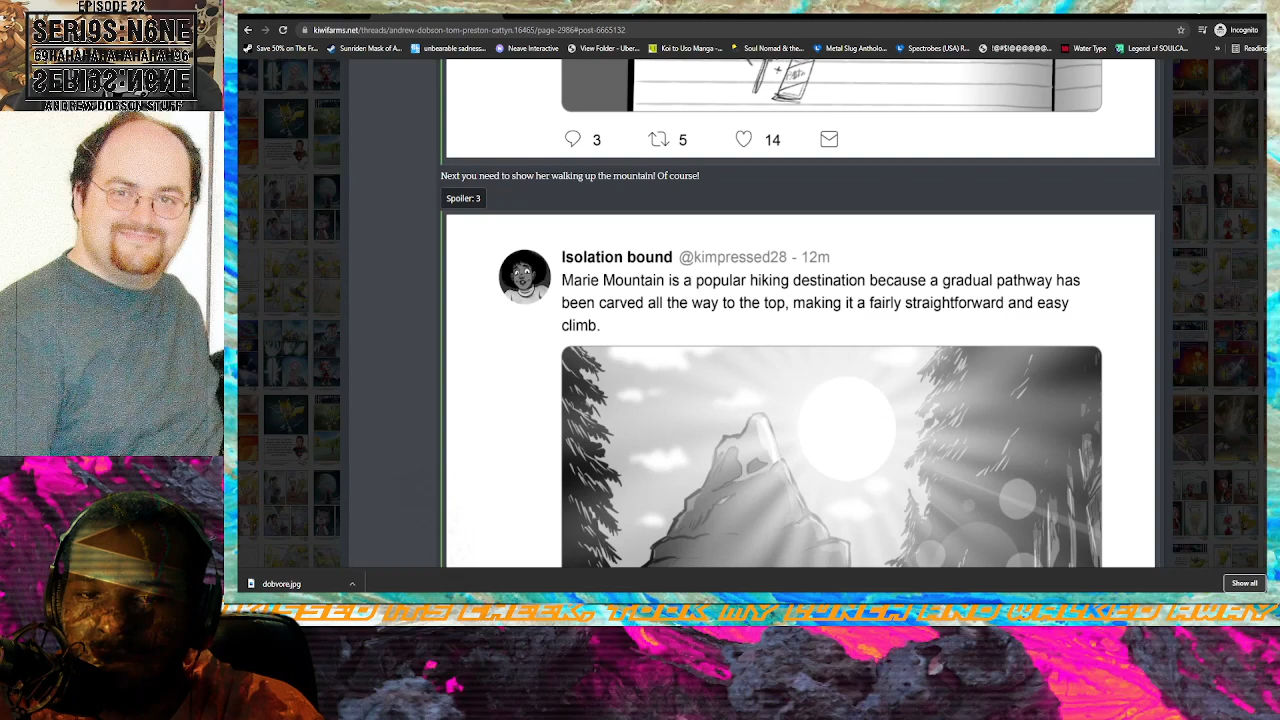 EPISODE 22
SERI9S:N6NE
69HAHAHAHAHAHAHAH96
SERI9S:N6NE
ANDREW DOBSON STUFF
kiwifarms.net/threads/andrew-dobson-tom-preston-cattyn.16465/page-2986#post-6665132
Incognito
Save 50% on The Fr...
Sunriden Mask of A...
unbearable sadness...
Neave Interactive
View Folder - Uber...
Koi to Uso Manga -...
Soul Nomad & the...
Metal Slug Antholo...
Spectrobes (USA) R...
!@#$!@@@@@@...
Water Type
Legend of SOULCA...
»
Reading
3
5
14
Next you need to show her walking up the mountain! Of course!
Spoiler: 3
Isolation bound @kimpressed28 - 12m
Marie Mountain is a popular hiking destination because a gradual pathway has
been carved all the way to the top, making it a fairly straightforward and easy
climb.
dobvore.jpg
Show all